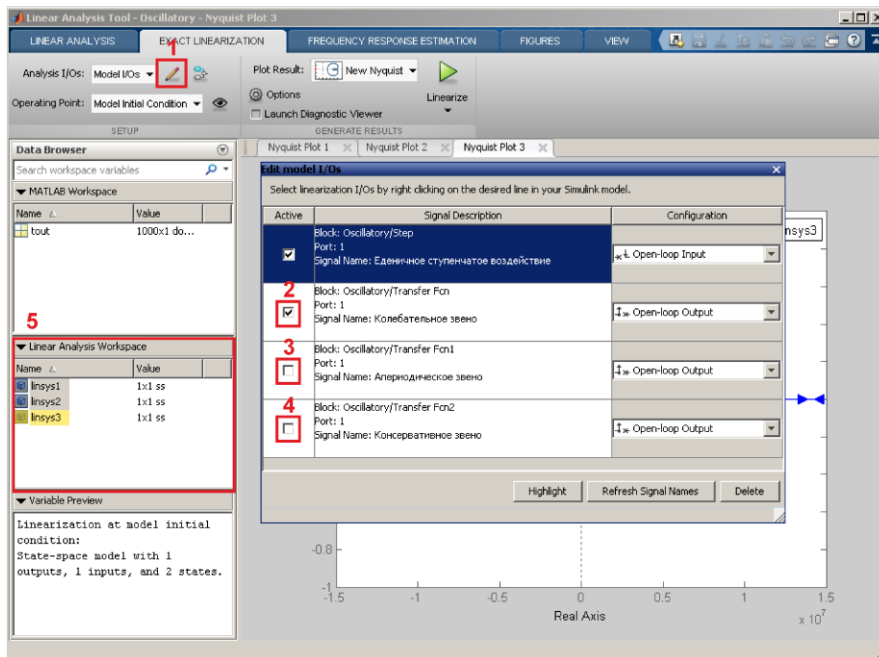 Linear Analysis Tool - Oscillatory - Nyquist Plot 3
LINEAR ANALYSIS
EXACT LINEARIZATION
FREQUENCY RESPONSE ESTIMATION
FIGURES
VIEW
1
Analysis I/Os:
Model I/Os
Operating Point:
Model Initial Condition
SETUP
Plot Result:
New Nyquist
Options
Launch Diagnostic Viewer
Linearize
GENERATE RESULTS
Data Browser
Search workspace variables
MATLAB Workspace
Name
Value
tout
1000x1 do...
5
Linear Analysis Workspace
Name
Value
linsys1
1x1 ss
linsys2
1x1 ss
linsys3
1x1 ss
Variable Preview
Linearization at model initial
condition:
State-space model with 1
outputs, 1 inputs, and 2 states.
Nyquist Plot 1
Nyquist Plot 2
Nyquist Plot 3
Edit model I/Os
Select linearization I/Os by right clicking on the desired line in your Simulink model.
Active
Signal Description
Configuration
Block: Oscillatory/Step
Port: 1
Signal Name: Еденичное ступенчатое воздействие
Open-loop Input
2
Block: Oscillatory/Transfer Fcn
Port: 1
Signal Name: Колебательное звено
Open-loop Output
3
Block: Oscillatory/Transfer Fcn1
Port: 1
Signal Name: Апериодическое звено
Open-loop Output
4
Block: Oscillatory/Transfer Fcn2
Port: 1
Signal Name: Консервативное звено
Open-loop Output
Highlight
Refresh Signal Names
Delete
nsys3
-0.8
-1
-1.5
-1
-0.5
0
0.5
1
1.5
Real Axis
x 10^7